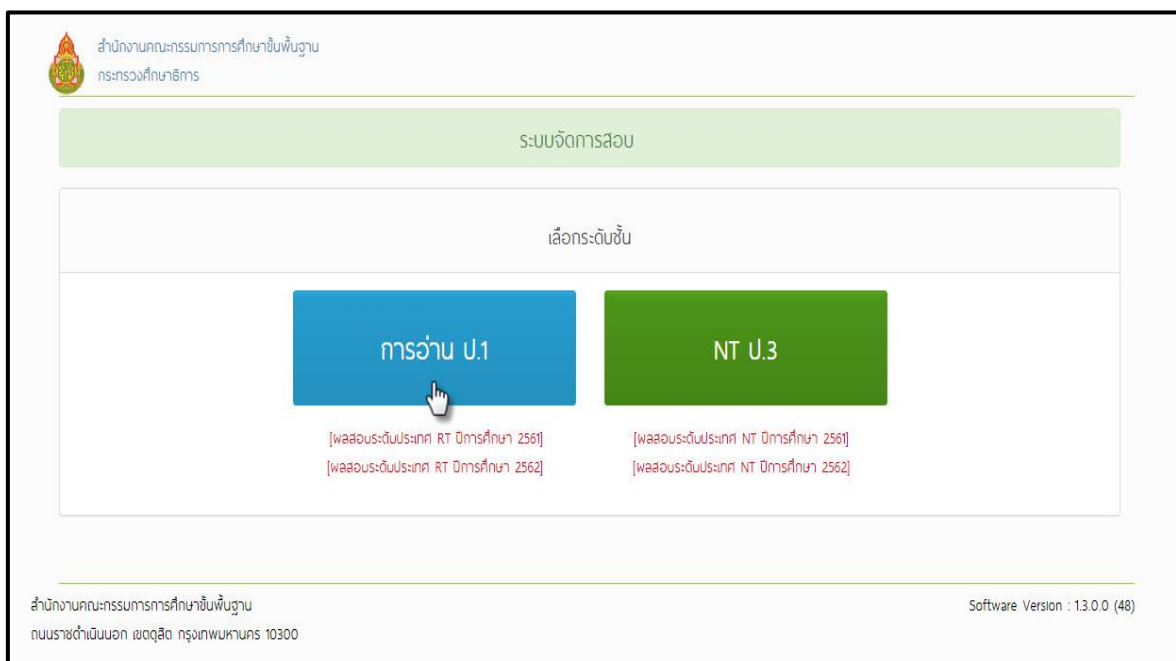 สำนักงานคณะกรรมการการศึกษาขั้นพื้นฐาน
กระทรวงศึกษาธิการ
ระบบจัดการสอบ
เลือกระดับชั้น
การอ่าน ป.1
NT ป.3
[ผลสอบระดับประเทศ RT ปีการศึกษา 2561]
[ผลสอบระดับประเทศ NT ปีการศึกษา 2561]
[ผลสอบระดับประเทศ RT ปีการศึกษา 2562]
[ผลสอบระดับประเทศ NT ปีการศึกษา 2562]
สำนักงานคณะกรรมการการศึกษาขั้นพื้นฐาน
Software Version : 1.3.0.0 (48)
ถนนราชดำเนินนอก เขตดุสิต กรุงเทพมหานคร 10300